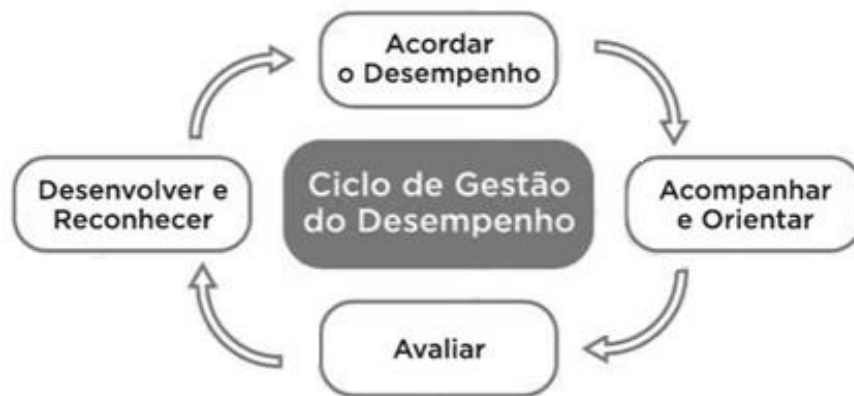 Acordar
o Desempenho
Desenvolver e
Reconhecer
Ciclo de Gestão
do Desempenho
Acompanhar
e Orientar
Avaliar